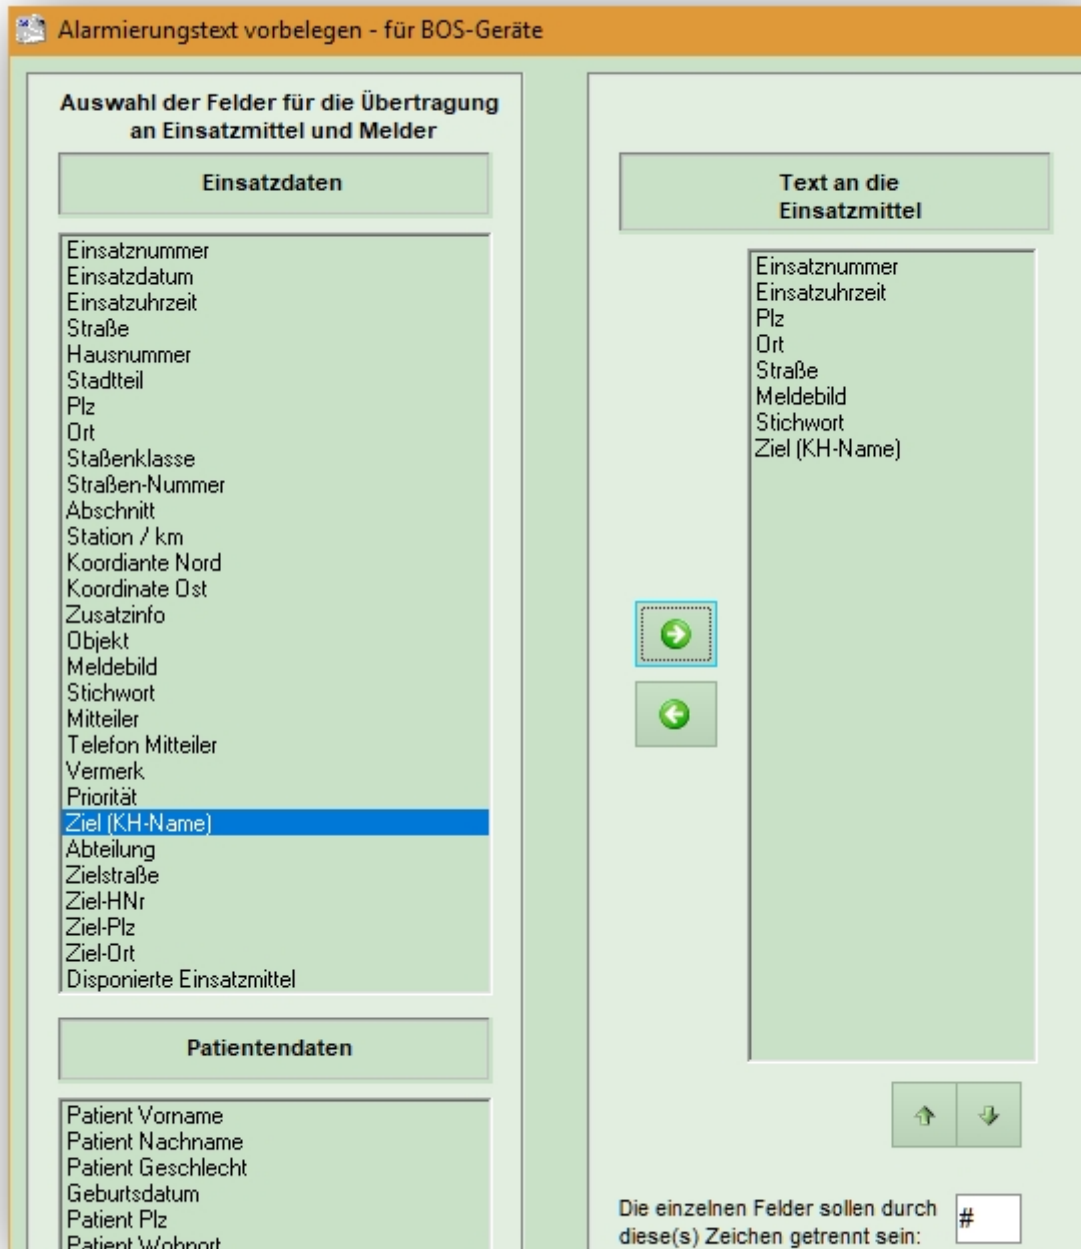 Alarmierungstext vorbelegen - für BOS-Geräte
Auswahl der Felder für die Übertragung
an Einsatzmittel und Melder
Einsatzdaten
Einsatznummer
Einsatzdatum
Einsatzuhrzeit
Straße
Hausnummer
Stadtteil
Plz
Ort
Staßenklasse
Straßen-Nummer
Abschnitt
Station / km
Koordiante Nord
Koordinate Ost
Zusatzinfo
Objekt
Meldebild
Stichwort
Mitteiler
Telefon Mitteiler
Vermerk
Priorität
Ziel (KH-Name)
Abteilung
Zielstraße
Ziel-HNr
Ziel-Plz
Ziel-Ort
Disponierte Einsatzmittel
Patientendaten
Patient Vorname
Patient Nachname
Patient Geschlecht
Geburtsdatum
Patient Plz
Patient Wohnort
Text an die
Einsatzmittel
Einsatznummer
Einsatzuhrzeit
Plz
Ort
Straße
Meldebild
Stichwort
Ziel (KH-Name)
Die einzelnen Felder sollen durch
diese(s) Zeichen getrennt sein:
#